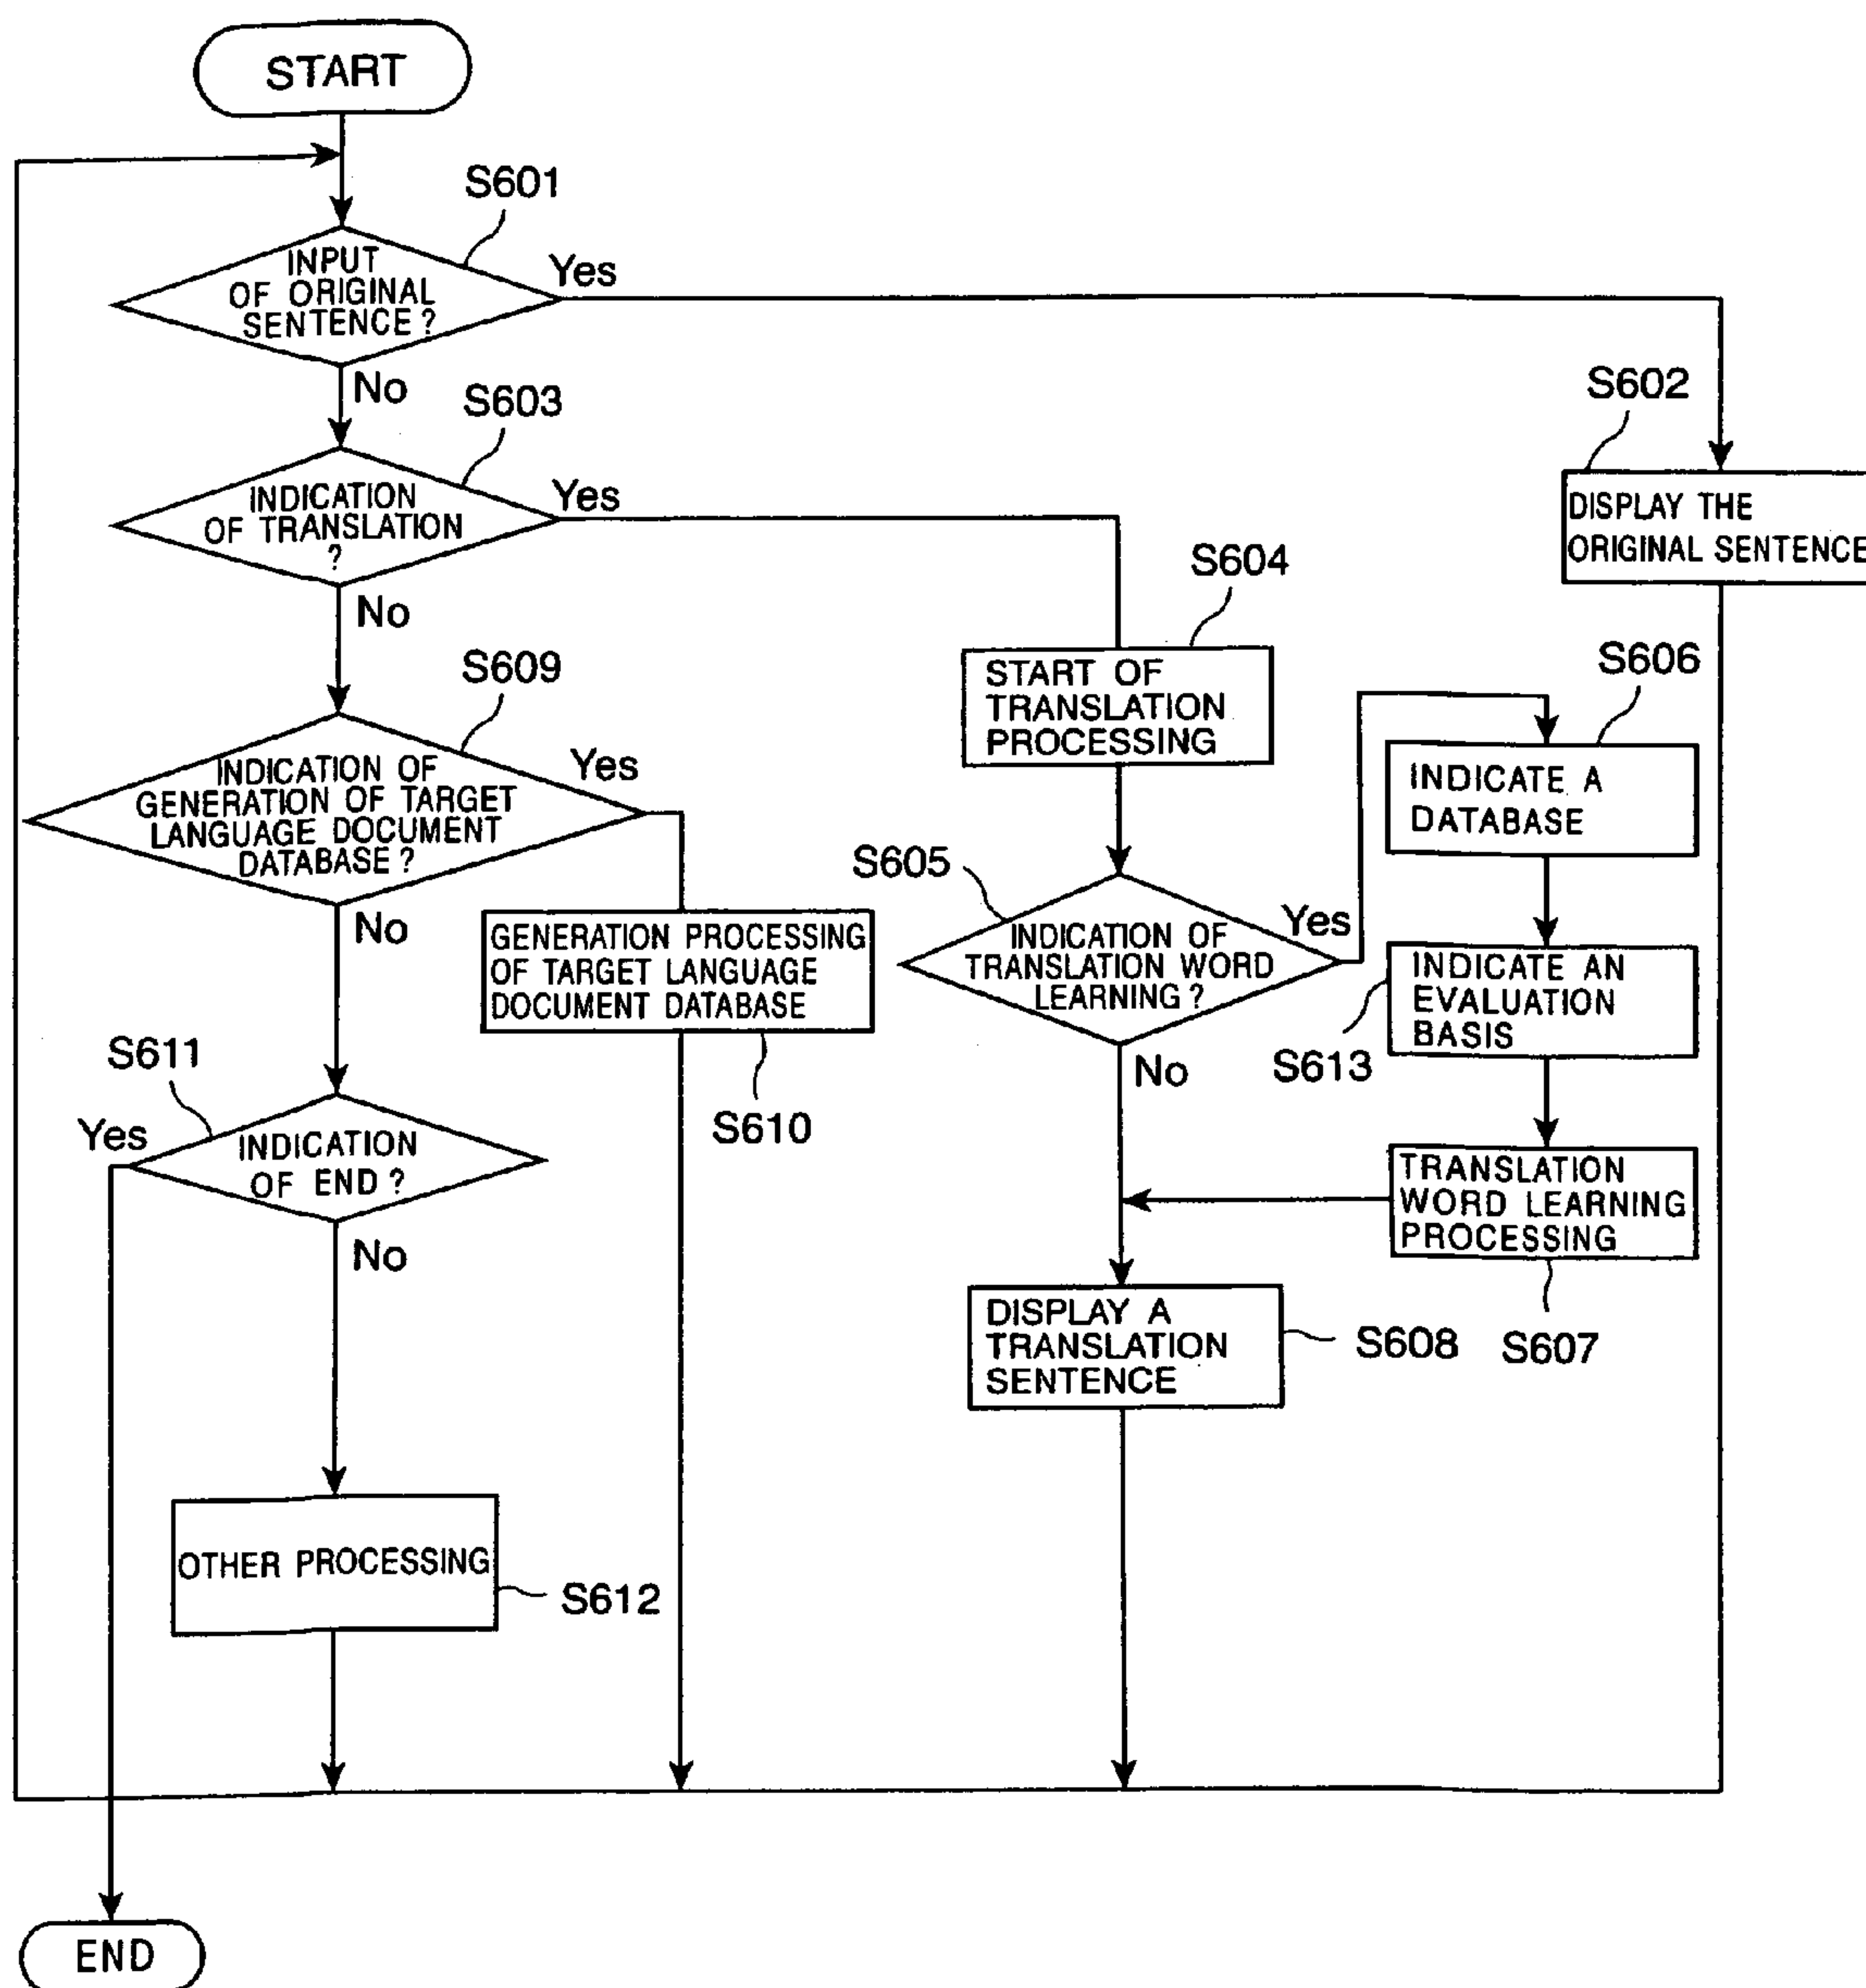 START
S601
INPUT
OF ORIGINAL
SENTENCE?
Yes
No
S602
DISPLAY THE
ORIGINAL SENTENCE
S603
INDICATION
OF TRANSLATION
?
Yes
No
S604
START OF
TRANSLATION
PROCESSING
S605
INDICATION OF
TRANSLATION WORD
LEARNING?
Yes
No
S606
INDICATE A
DATABASE
INDICATE AN
EVALUATION
BASIS
S613
TRANSLATION
WORD LEARNING
PROCESSING
S607
DISPLAY A
TRANSLATION
SENTENCE
S608
S609
INDICATION OF
GENERATION OF TARGET
LANGUAGE DOCUMENT
DATABASE?
Yes
No
GENERATION PROCESSING
OF TARGET LANGUAGE
DOCUMENT DATABASE
S610
S611
Yes
INDICATION
OF END?
No
OTHER PROCESSING
S612
Yes
END